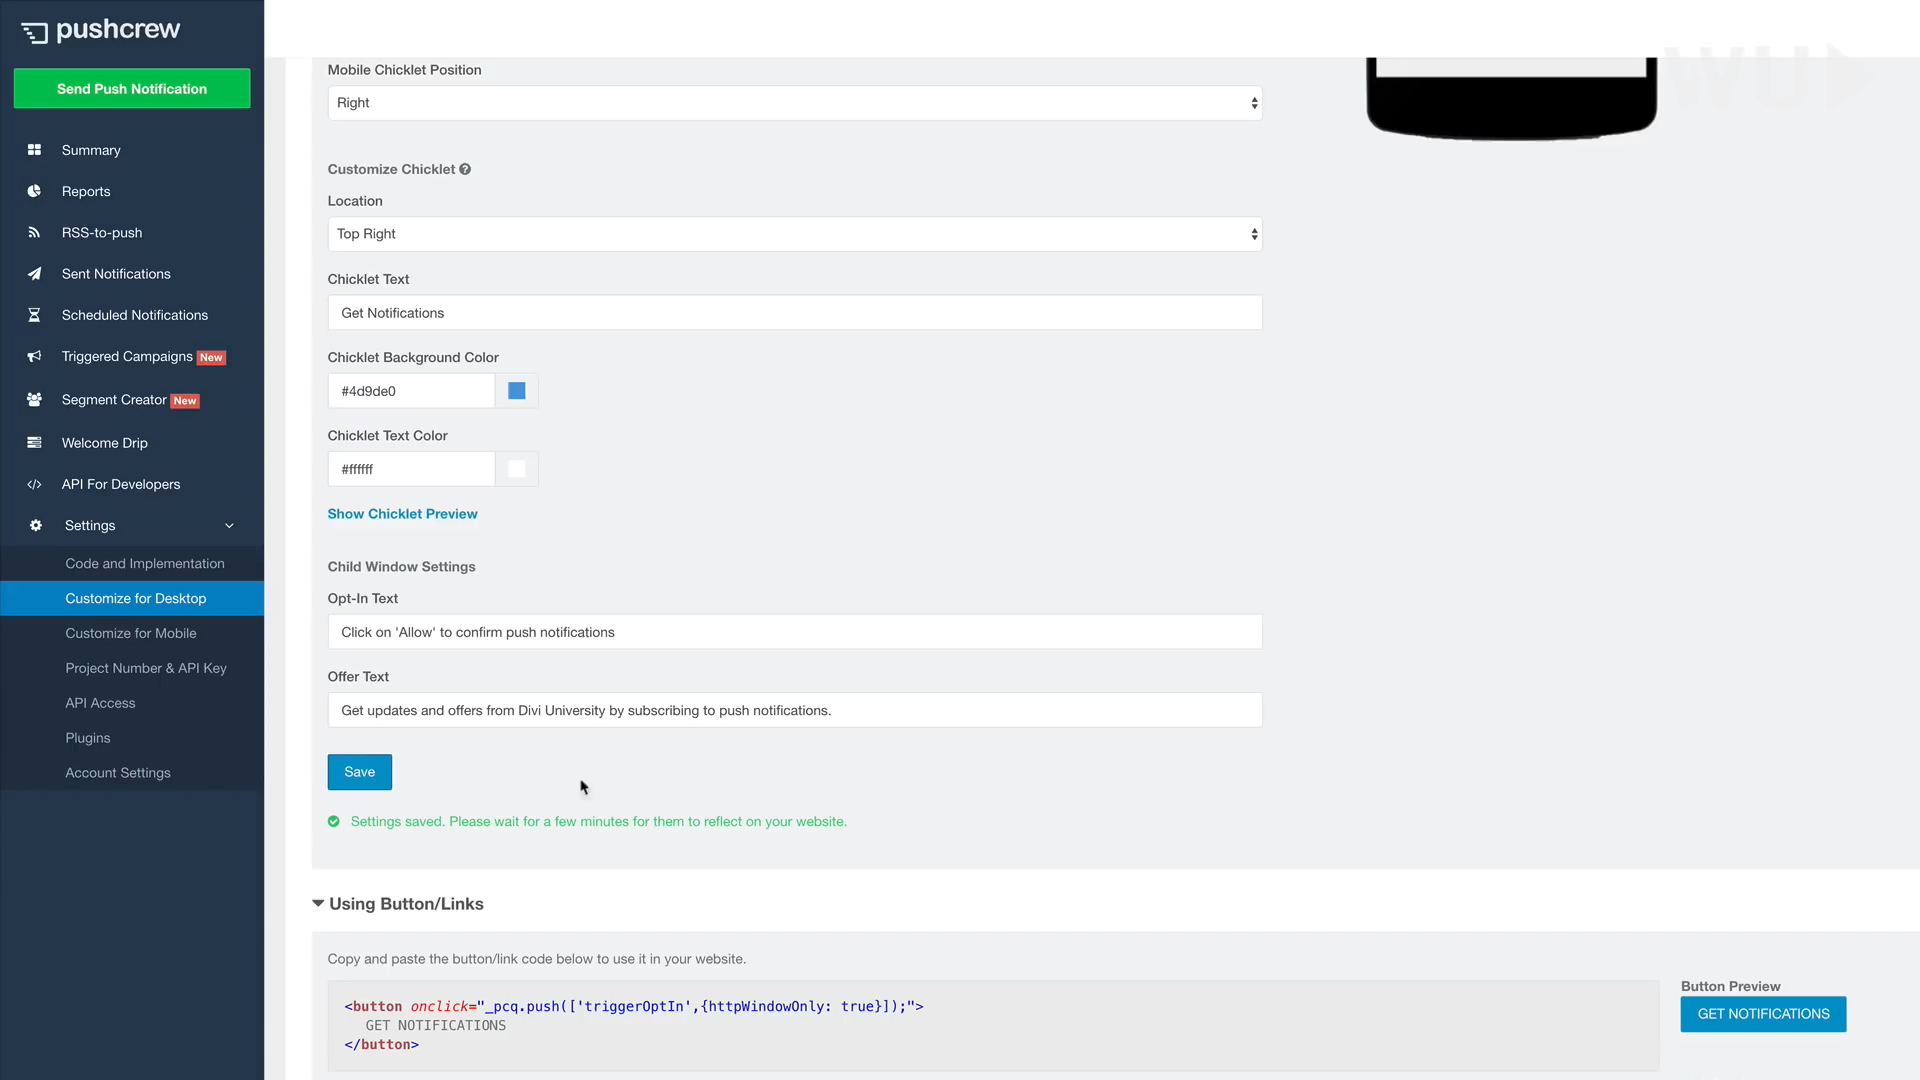 pushcrew
Send Push Notification
Summary
Reports
RSS-to-push
Sent Notifications
Scheduled Notifications
Triggered Campaigns New
Segment Creator New
Welcome Drip
API For Developers
Settings
Code and Implementation
Customize for Desktop
Customize for Mobile
Project Number & API Key
API Access
Plugins
Account Settings
WU
Mobile Chicklet Position
Right
Customize Chicklet
Location
Top Right
Chicklet Text
Get Notifications
Chicklet Background Color
#4d9de0
Chicklet Text Color
#ffffff
Show Chicklet Preview
Child Window Settings
Opt-In Text
Click on 'Allow' to confirm push notifications
Offer Text
Get updates and offers from Divi University by subscribing to push notifications.
Save
Settings saved. Please wait for a few minutes for them to reflect on your website.
Using Button/Links
Copy and paste the button/link code below to use it in your website.
<button onclick="_pcq.push(['triggerOptIn',{httpWindowOnly: true}]);">
GET NOTIFICATIONS
</button>
Button Preview
GET NOTIFICATIONS